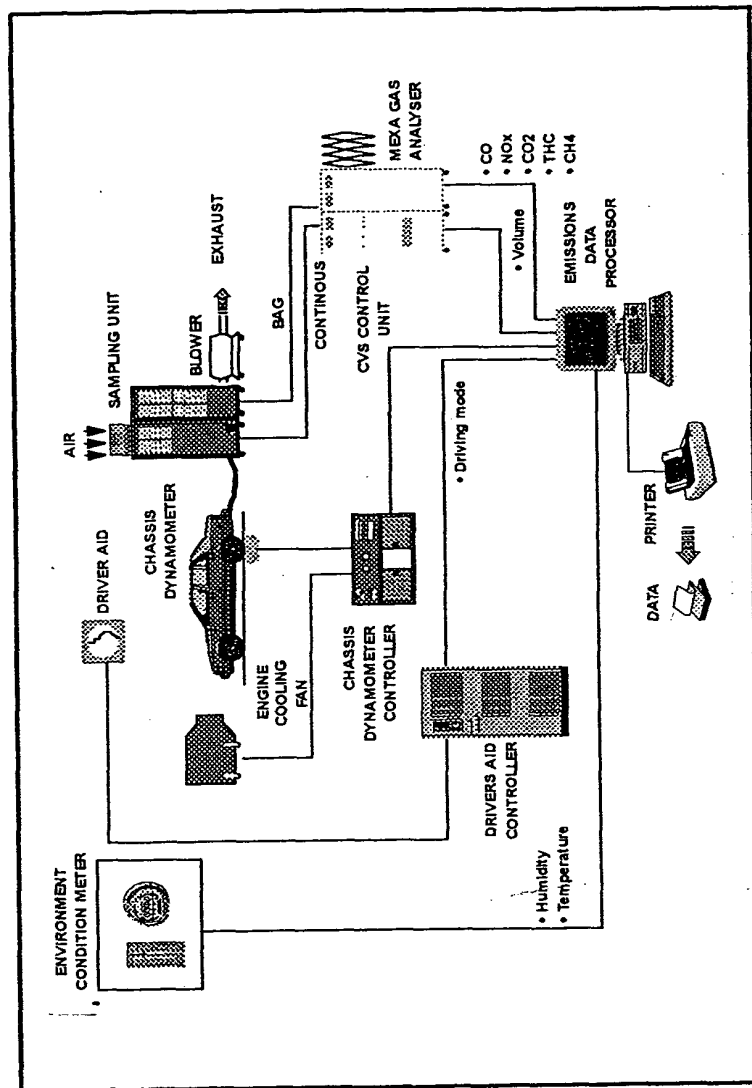 ENVIRONMENT
CONDITION METER
DRIVER AID
AIR
SAMPLING UNIT
CHASSIS
DYNAMOMETER
BLOWER
EXHAUST
ENGINE
COOLING
FAN
BAG
CONTINOUS
CVS CONTROL
UNIT
MEXA GAS
ANALYSER
CHASSIS
DYNAMOMETER
CONTROLLER
DRIVERS AID
CONTROLLER
• Driving mode
• Volume
• CO
• NOx
• CO2
• THC
• CH4
• Humidity
• Temperature
EMISSIONS
DATA
PROCESSOR
PRINTER
DATA